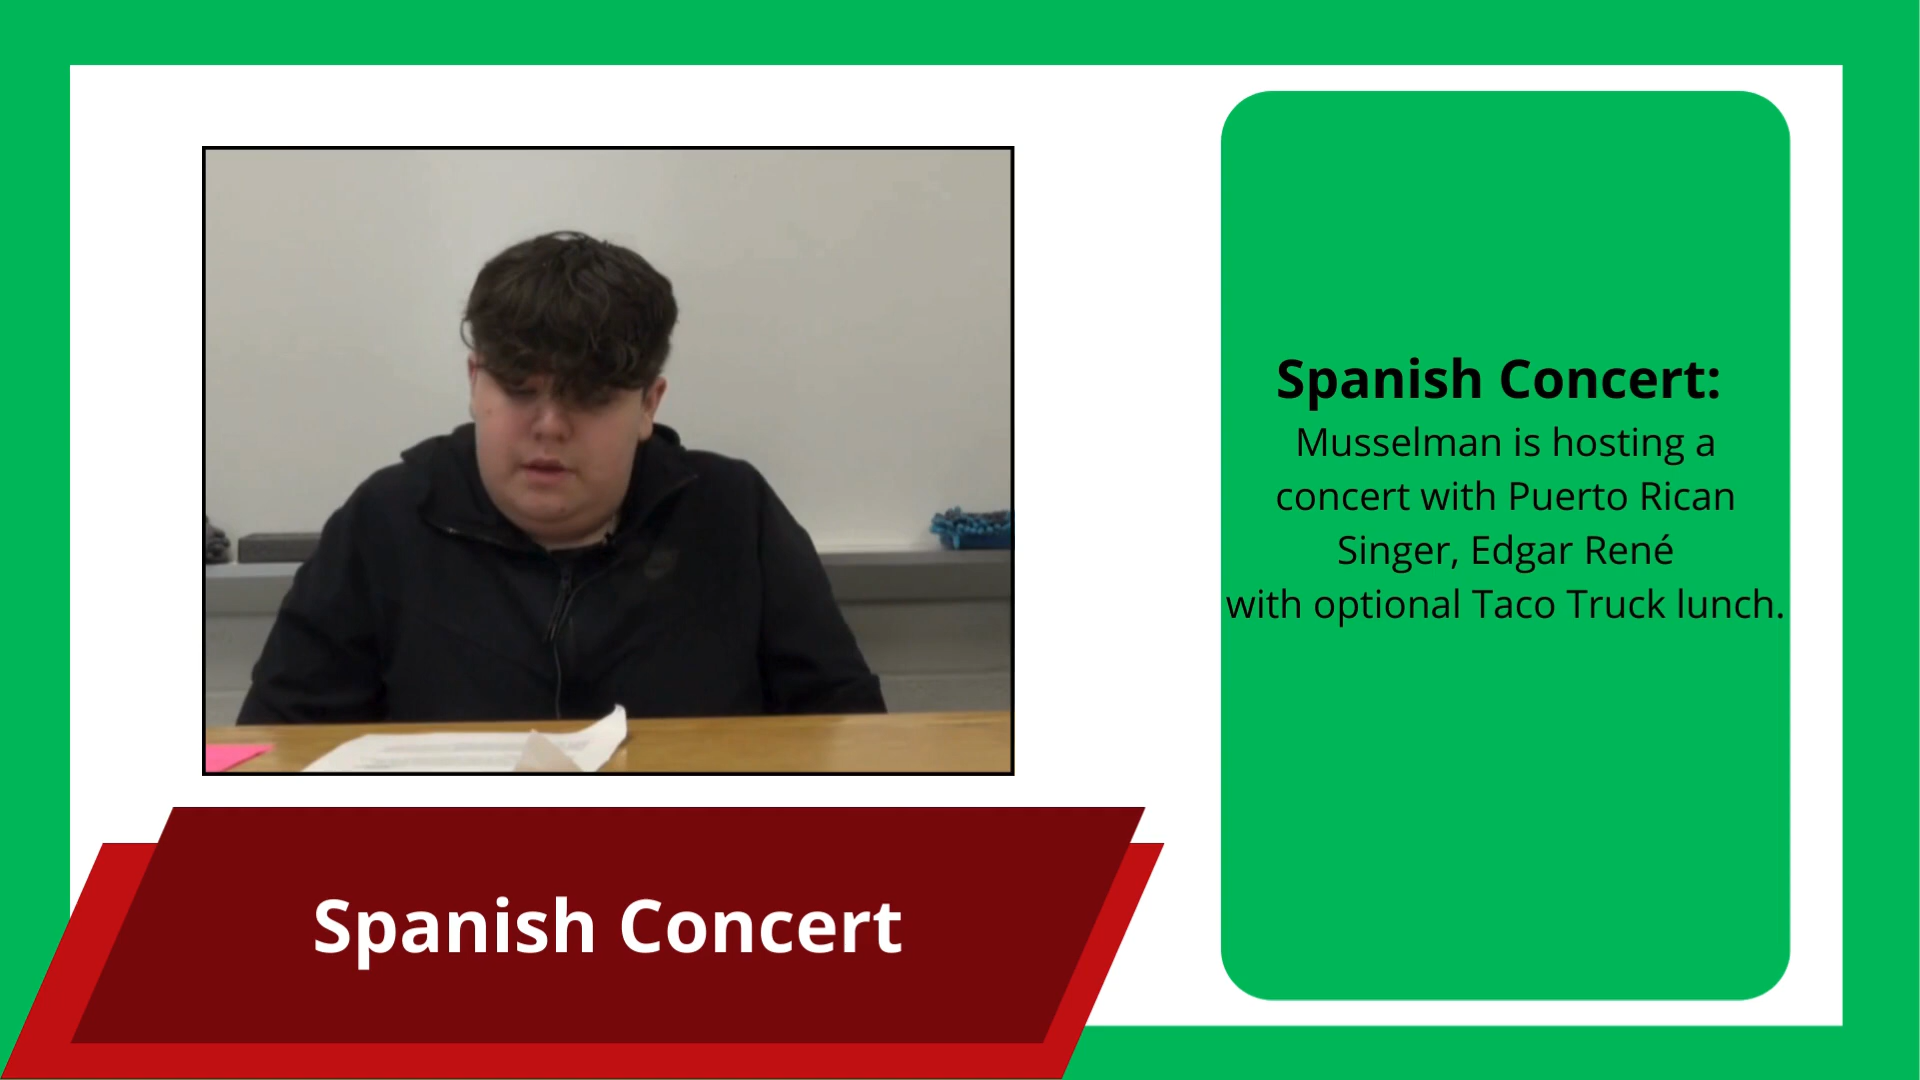 Spanish Concert:
Musselman is hosting a
concert with Puerto Rican
Singer, Edgar René
with optional Taco Truck lunch.
Spanish Concert